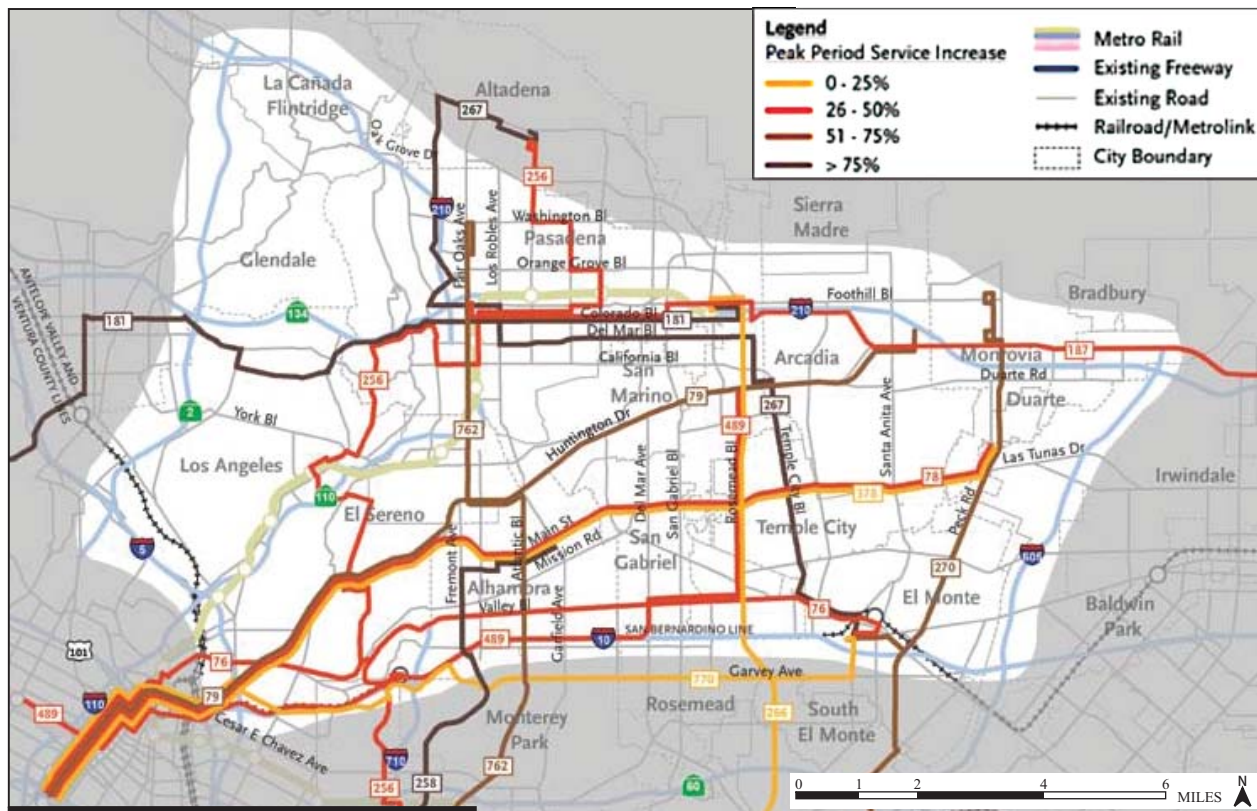 Legend
Peak Period Service Increase
0 - 25%
26 - 50%
51 - 75%
> 75%
Metro Rail
Existing Freeway
Existing Road
Railroad/Metrolink
City Boundary
La Cañada
Flintridge
Altadena
267
Oak Grove Dr
256
210
Fair Oaks Ave
Los Robles Ave
Washington Bl
Pasadena
Sierra
Madre
Glendale
Orange Grove Bl
ANTELOPE VALLEY AND
VENTURA COUNTY LINES
181
134
Colorado Bl
181
Del Mar Bl
Foothill Bl
210
Bradbury
California Bl
San
Marino
Arcadia
Monrovia
187
Duarte Rd
Duarte
256
2
York Bl
762
79
Huntington Dr
267
489
Los Angeles
110
El Sereno
Del Mar Ave
San Gabriel Bl
Rosemead Bl
Temple City Bl
Santa Anita Ave
78
378
Las Tunas Dr
Irwindale
5
Fremont Ave
Main St
Mission Rd
Atlantic Bl
San
Gabriel
Temple City
Peck Rd
605
Alhambra
Valley Bl
Garfield Ave
270
El Monte
Baldwin
Park
76
101
76
489
10
SAN BERNARDINO LINE
79
Garvey Ave
770
110
489
Cesar E Chavez Ave
Monterey
Park
Rosemead
266
South
El Monte
710
256
258
762
60
0 1 2 4 6
MILES
N